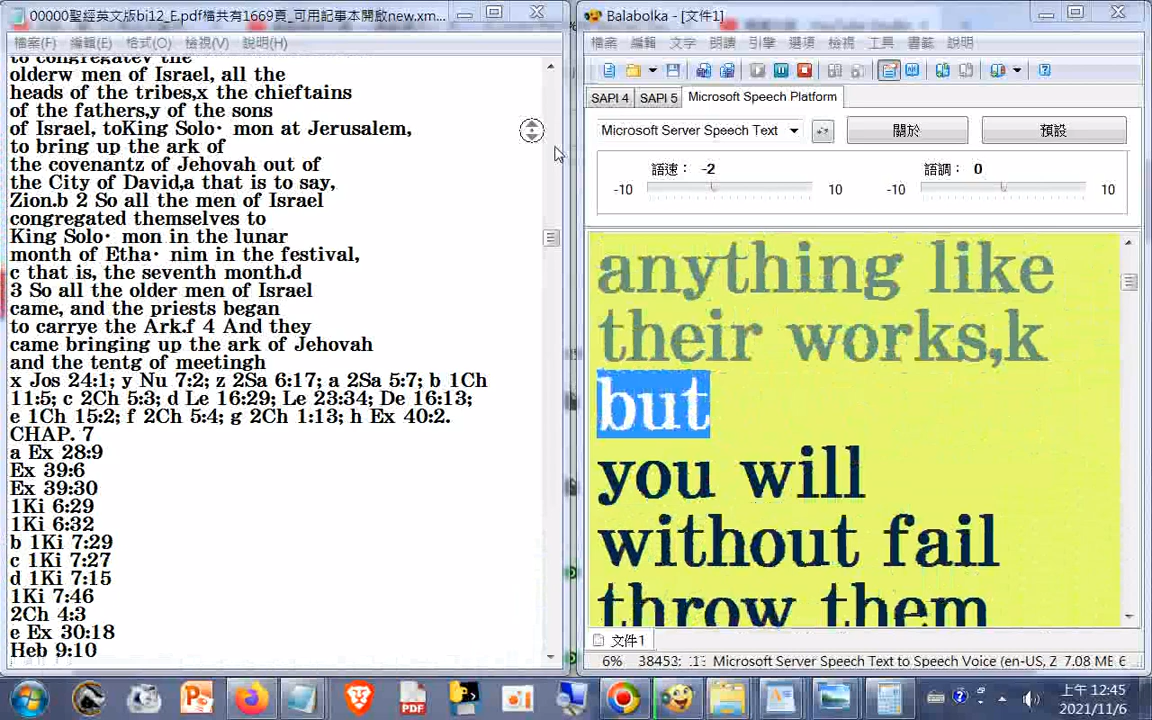 00000聖經英文版bi12_E.pdf檔共有1669頁_可用記事本開啟new.xm...
檔案(F) 編輯(E) 格式(O) 檢視(V) 說明(H)
to congregatev the
olderw men of Israel, all the
heads of the tribes,x the chieftains
of the fathers,y of the sons
of Israel, toKing Solo· mon at Jerusalem,
to bring up the ark of
the covenantz of Jehovah out of
the City of David,a that is to say,
Zion.b 2 So all the men of Israel
congregated themselves to
King Solo· mon in the lunar
month of Etha· nim in the festival,
c that is, the seventh month.d
3 So all the older men of Israel
came, and the priests began
to carrye the Ark.f 4 And they
came bringing up the ark of Jehovah
and the tentg of meetingh
x Jos 24:1; y Nu 7:2; z 2Sa 6:17; a 2Sa 5:7; b 1Ch
11:5; c 2Ch 5:3; d Le 16:29; Le 23:34; De 16:13;
e 1Ch 15:2; f 2Ch 5:4; g 2Ch 1:13; h Ex 40:2.
CHAP. 7
a Ex 28:9
Ex 39:6
Ex 39:30
1Ki 6:29
1Ki 6:32
b 1Ki 7:29
c 1Ki 7:27
d 1Ki 7:15
1Ki 7:46
2Ch 4:3
e Ex 30:18
Heb 9:10
Balabolka - [文件1]
檔案 編輯 文字 朗讀 引擎 選項 檢視 工具 書籤 說明
SAPI 4 SAPI 5 Microsoft Speech Platform
Microsoft Server Speech Text 關於 預設
語速： -2 語調： 0
-10 10 -10 10
anything like
their works,k
but
you will
without fail
throw them
文件1
6% Microsoft Server Speech Text to Speech Voice (en-US, Z 7.08 MB 6
PDF
上午 12:45
2021/11/6